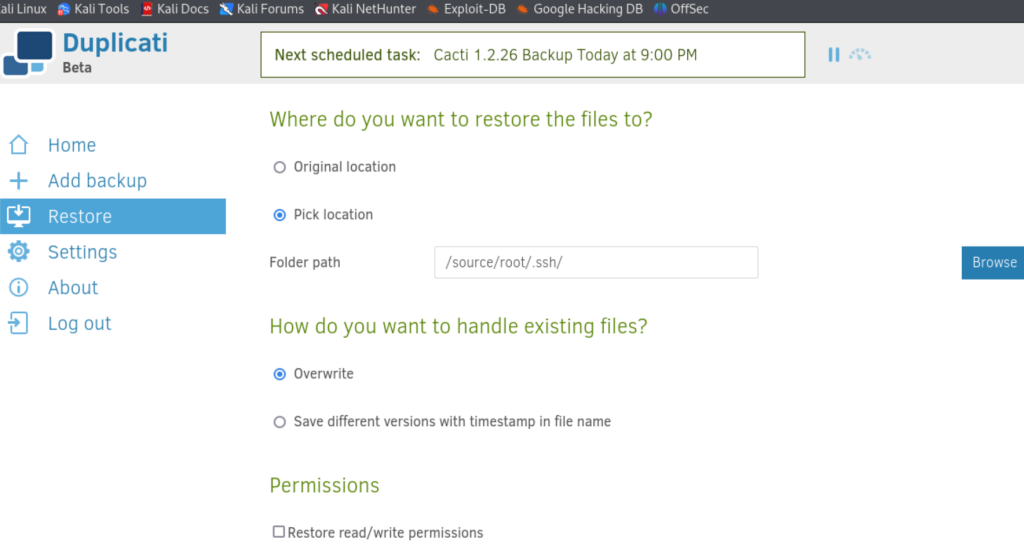 ali Linux Kali Tools Kali Docs Kali Forums Kali NetHunter Exploit-DB Google Hacking DB OffSec
Duplicati
Beta
Next scheduled task: Cacti 1.2.26 Backup Today at 9:00 PM
Home
Add backup
Restore
Settings
About
Log out
Where do you want to restore the files to?
Original location
Pick location
Folder path /source/root/.ssh/ Browse
How do you want to handle existing files?
Overwrite
Save different versions with timestamp in file name
Permissions
Restore read/write permissions